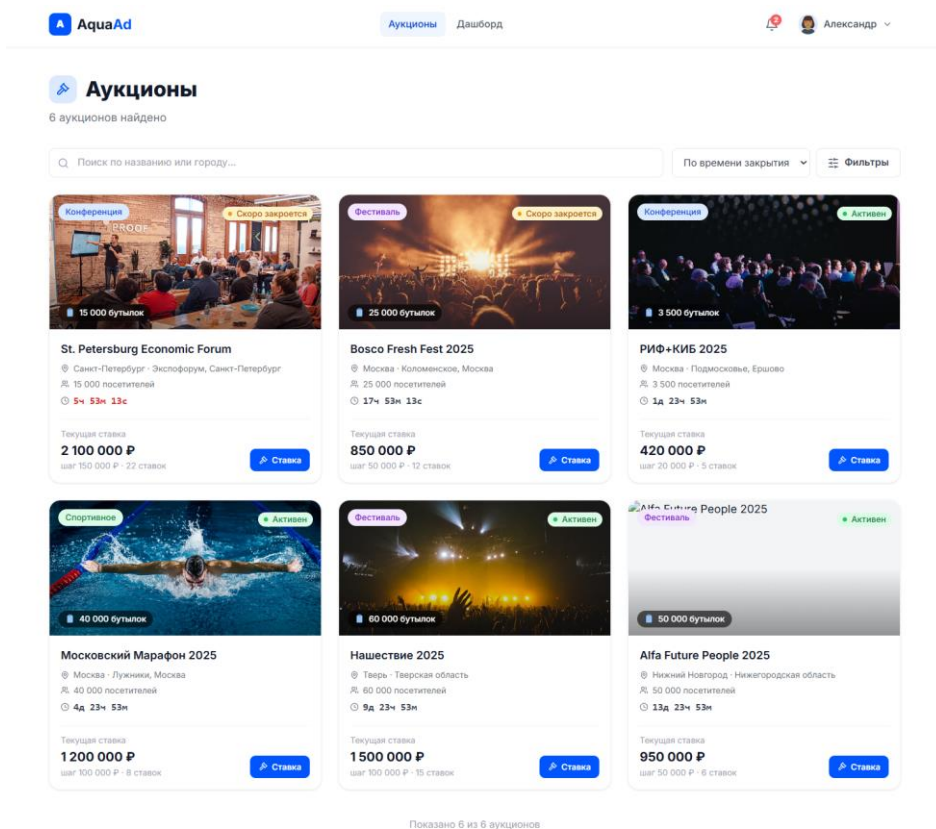 A AquaAd
Аукционы
Дашборд
Александр
Аукционы
6 аукционов найдено
Поиск по названию или городу...
По времени закрытия
Фильтры
Конференция
Скоро закроется
PROOF
15 000 бутылок
St. Petersburg Economic Forum
Санкт-Петербург · Экспофорум, Санкт-Петербург
15 000 посетителей
5ч 53м 13с
Текущая ставка
2 100 000 ₽
шаг 150 000 ₽ · 22 ставок
Ставка
Фестиваль
Скоро закроется
25 000 бутылок
Bosco Fresh Fest 2025
Москва · Коломенское, Москва
25 000 посетителей
17ч 53м 13с
Текущая ставка
850 000 ₽
шаг 50 000 ₽ · 12 ставок
Ставка
Конференция
Активен
3 500 бутылок
РИФ+КИБ 2025
Москва · Подмосковье, Ершово
3 500 посетителей
1д 23ч 53м
Текущая ставка
420 000 ₽
шаг 20 000 ₽ · 5 ставок
Ставка
Спортивное
Активен
40 000 бутылок
Московский Марафон 2025
Москва · Лужники, Москва
40 000 посетителей
4д 23ч 53м
Текущая ставка
1 200 000 ₽
шаг 100 000 ₽ · 8 ставок
Ставка
Фестиваль
Активен
60 000 бутылок
Нашествие 2025
Тверь · Тверская область
60 000 посетителей
9д 23ч 53м
Текущая ставка
1 500 000 ₽
шаг 100 000 ₽ · 15 ставок
Ставка
Alfa Future People 2025
Фестиваль
Активен
50 000 бутылок
Alfa Future People 2025
Нижний Новгород · Нижегородская область
50 000 посетителей
13д 23ч 53м
Текущая ставка
950 000 ₽
шаг 50 000 ₽ · 6 ставок
Ставка
Показано 6 из 6 аукционов